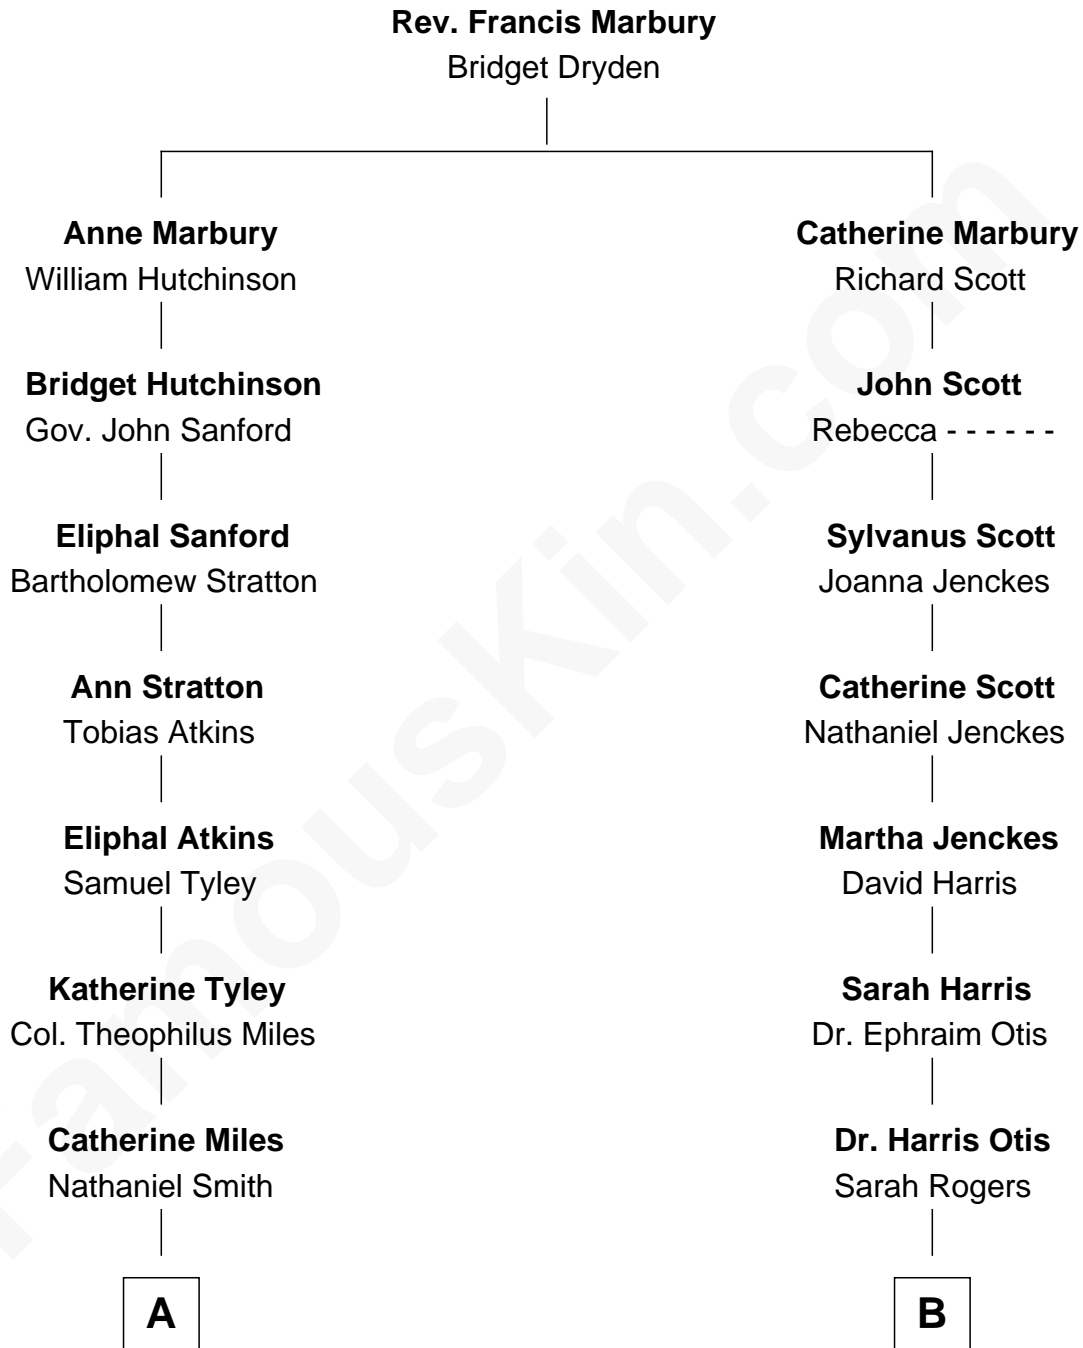 Rev. Francis Marbury
Bridget Dryden
Anne Marbury
William Hutchinson
Catherine Marbury
Richard Scott
Bridget Hutchinson
Gov. John Sanford
John Scott
Rebecca - - - - - -
Eliphal Sanford
Bartholomew Stratton
Sylvanus Scott
Joanna Jenckes
Ann Stratton
Tobias Atkins
Catherine Scott
Nathaniel Jenckes
Eliphal Atkins
Samuel Tyley
Martha Jenckes
David Harris
Katherine Tyley
Col. Theophilus Miles
Sarah Harris
Dr. Ephraim Otis
Catherine Miles
Nathaniel Smith
Dr. Harris Otis
Sarah Rogers
A
B
FamousKin.com